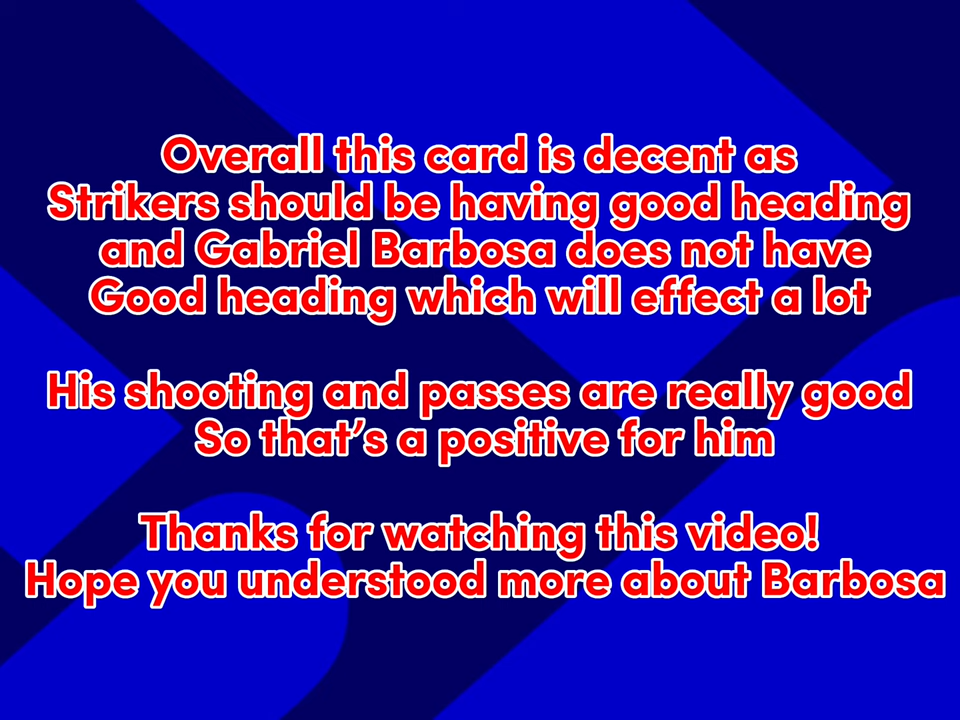 Overall this card is decent as
Strikers should be having good heading
and Gabriel Barbosa does not have
Good heading which will effect a lot
His shooting and passes are really good
So that's a positive for him
Thanks for watching this video!
Hope you understood more about Barbosa